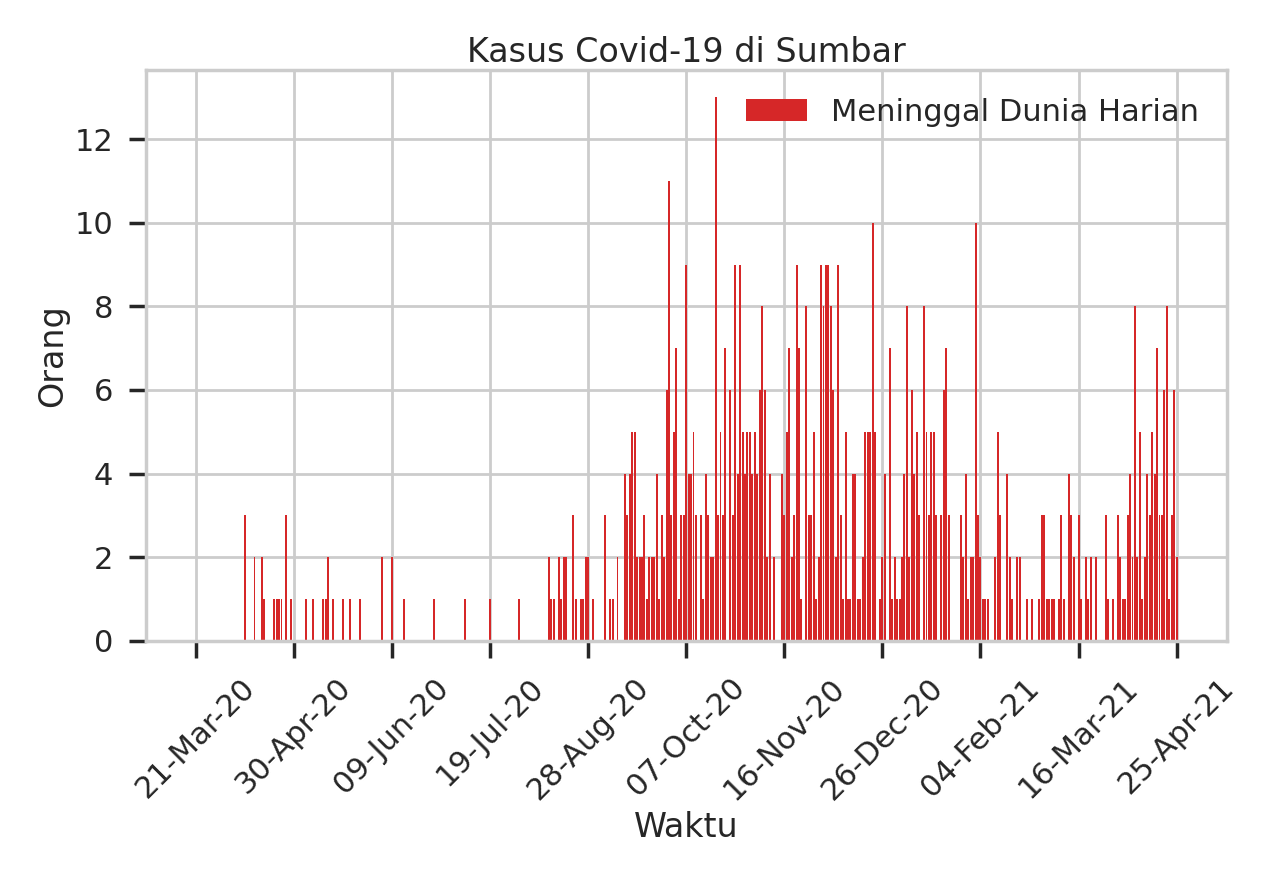 Kasus Covid-19 di Sumbar
Meninggal Dunia Harian
12
10
8
6
4
2
0
Orang
21-Mar-20
30-Apr-20
09-Jun-20
19-Jul-20
28-Aug-20
07-Oct-20
16-Nov-20
26-Dec-20
04-Feb-21
16-Mar-21
25-Apr-21
Waktu